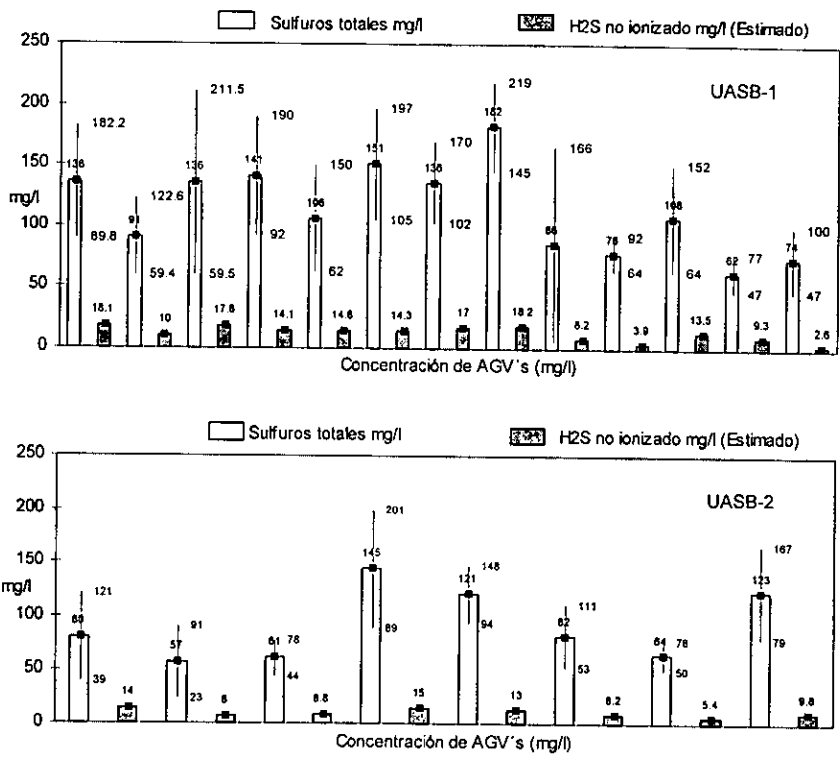 Sulfuros totales mg/l H2S no ionizado mg/l (Estimado)
250
UASB-1
200
150
mg/l
100
50
0
182.2 211.5 190 150 197 170 219 166 92 152 77 100
136 91 136 141 106 151 136 182 78 108 62 74
89.8 122.6 59.4 59.5 92 62 105 102 145 64 64 47 47
18.1 10 17.8 14.1 14.6 14.3 17 18.2 8.2 3.9 13.5 9.3 2.6
Concentración de AGV´s (mg/l)
Sulfuros totales mg/l H2S no ionizado mg/l (Estimado)
250
UASB-2
200
150
mg/l
100
50
0
121 91 78 201 148 111 78 167
57 61 145 121 82 64 123
39 23 44 89 94 53 50 79
14 6 8.8 15 13 8.2 5.4 9.8
Concentración de AGV´s (mg/l)